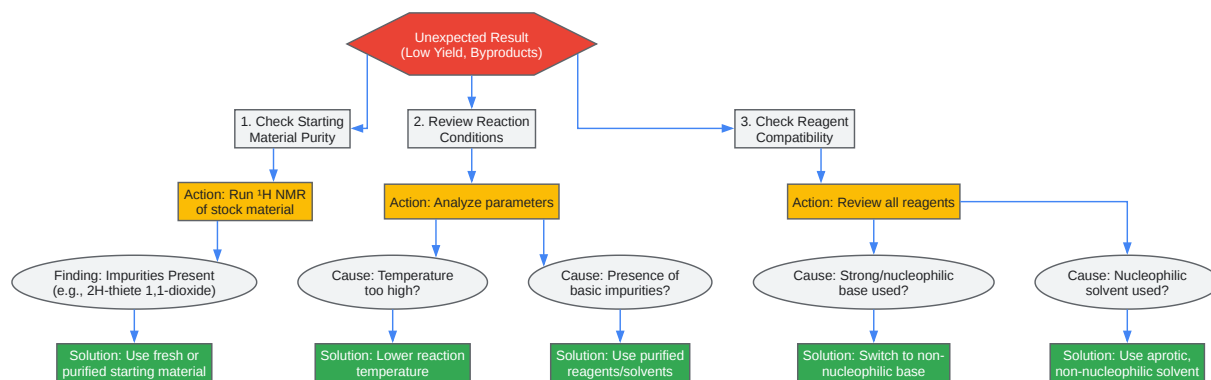 Unexpected Result
(Low Yield, Byproducts)
1. Check Starting
Material Purity
2. Review Reaction
Conditions
3. Check Reagent
Compatibility
Action: Run ¹H NMR
of stock material
Action: Analyze parameters
Action: Review all reagents
Finding: Impurities Present
(e.g., 2H-thiete 1,1-dioxide)
Cause: Temperature
too high?
Cause: Presence of
basic impurities?
Cause: Strong/nucleophilic
base used?
Cause: Nucleophilic
solvent used?
Solution: Use fresh or
purified starting material
Solution: Lower reaction
temperature
Solution: Use purified
reagents/solvents
Solution: Switch to non-
nucleophilic base
Solution: Use aprotic,
non-nucleophilic solvent